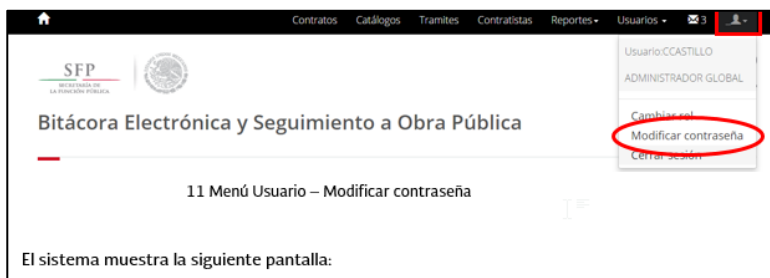 Contratos Catálogos Tramites Contratistas Reportes Usuarios 3
Usuario:CCASTILLO
ADMINISTRADOR GLOBAL
SFP
SECRETARÍA DE
LA FUNCIÓN PÚBLICA
Cambiar rol
Bitácora Electrónica y Seguimiento a Obra Pública
Modificar contraseña
Cerrar sesión
11 Menú Usuario – Modificar contraseña
El sistema muestra la siguiente pantalla: